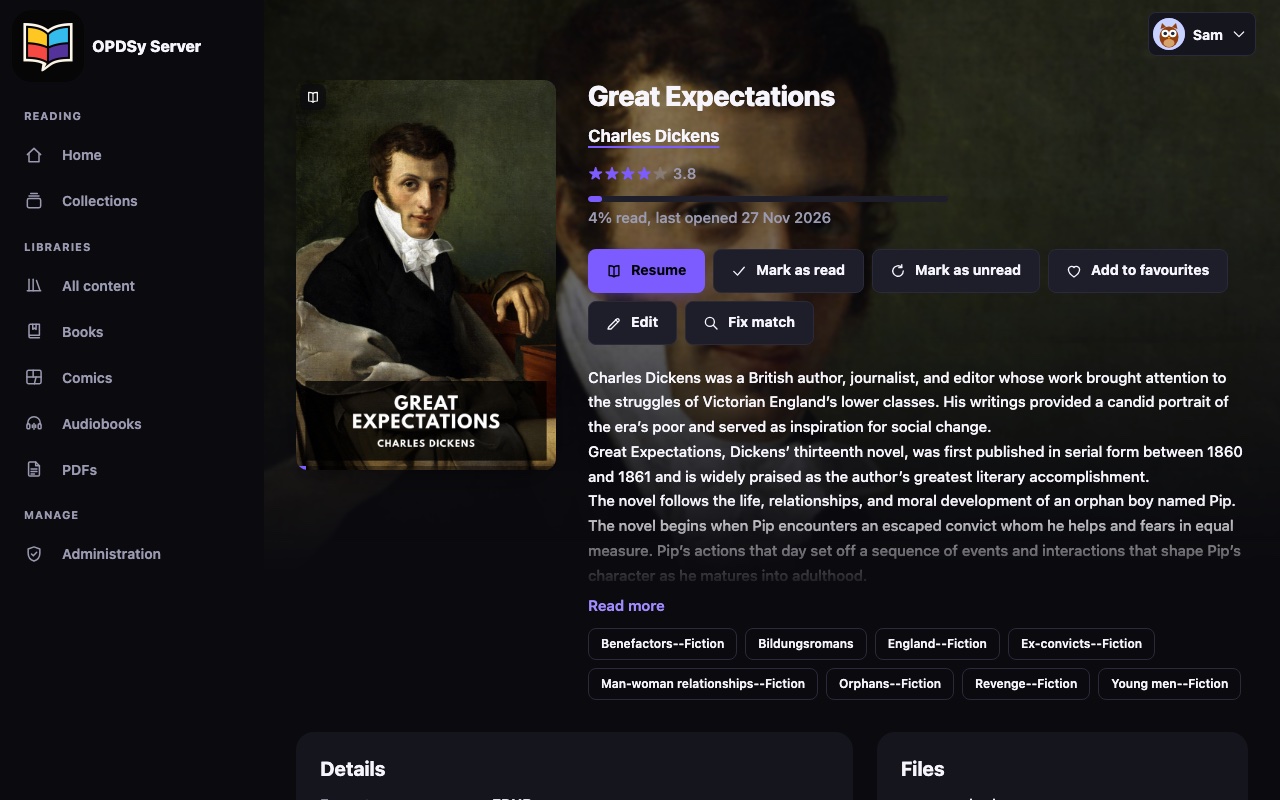 OPDSy Server
Sam
READING
Home
Collections
LIBRARIES
All content
Books
Comics
Audiobooks
PDFs
MANAGE
Administration
GREAT
EXPECTATIONS
CHARLES DICKENS
Great Expectations
Charles Dickens
3.8
4% read, last opened 27 Nov 2026
Resume
Mark as read
Mark as unread
Add to favourites
Edit
Fix match
Charles Dickens was a British author, journalist, and editor whose work brought attention to
the struggles of Victorian England’s lower classes. His writings provided a candid portrait of
the era’s poor and served as inspiration for social change.
Great Expectations, Dickens’ thirteenth novel, was first published in serial form between 1860
and 1861 and is widely praised as the author’s greatest literary accomplishment.
The novel follows the life, relationships, and moral development of an orphan boy named Pip.
The novel begins when Pip encounters an escaped convict whom he helps and fears in equal
measure. Pip’s actions that day set off a sequence of events and interactions that shape Pip’s
character as he matures into adulthood.
Read more
Benefactors--Fiction
Bildungsromans
England--Fiction
Ex-convicts--Fiction
Man-woman relationships--Fiction
Orphans--Fiction
Revenge--Fiction
Young men--Fiction
Details
Files